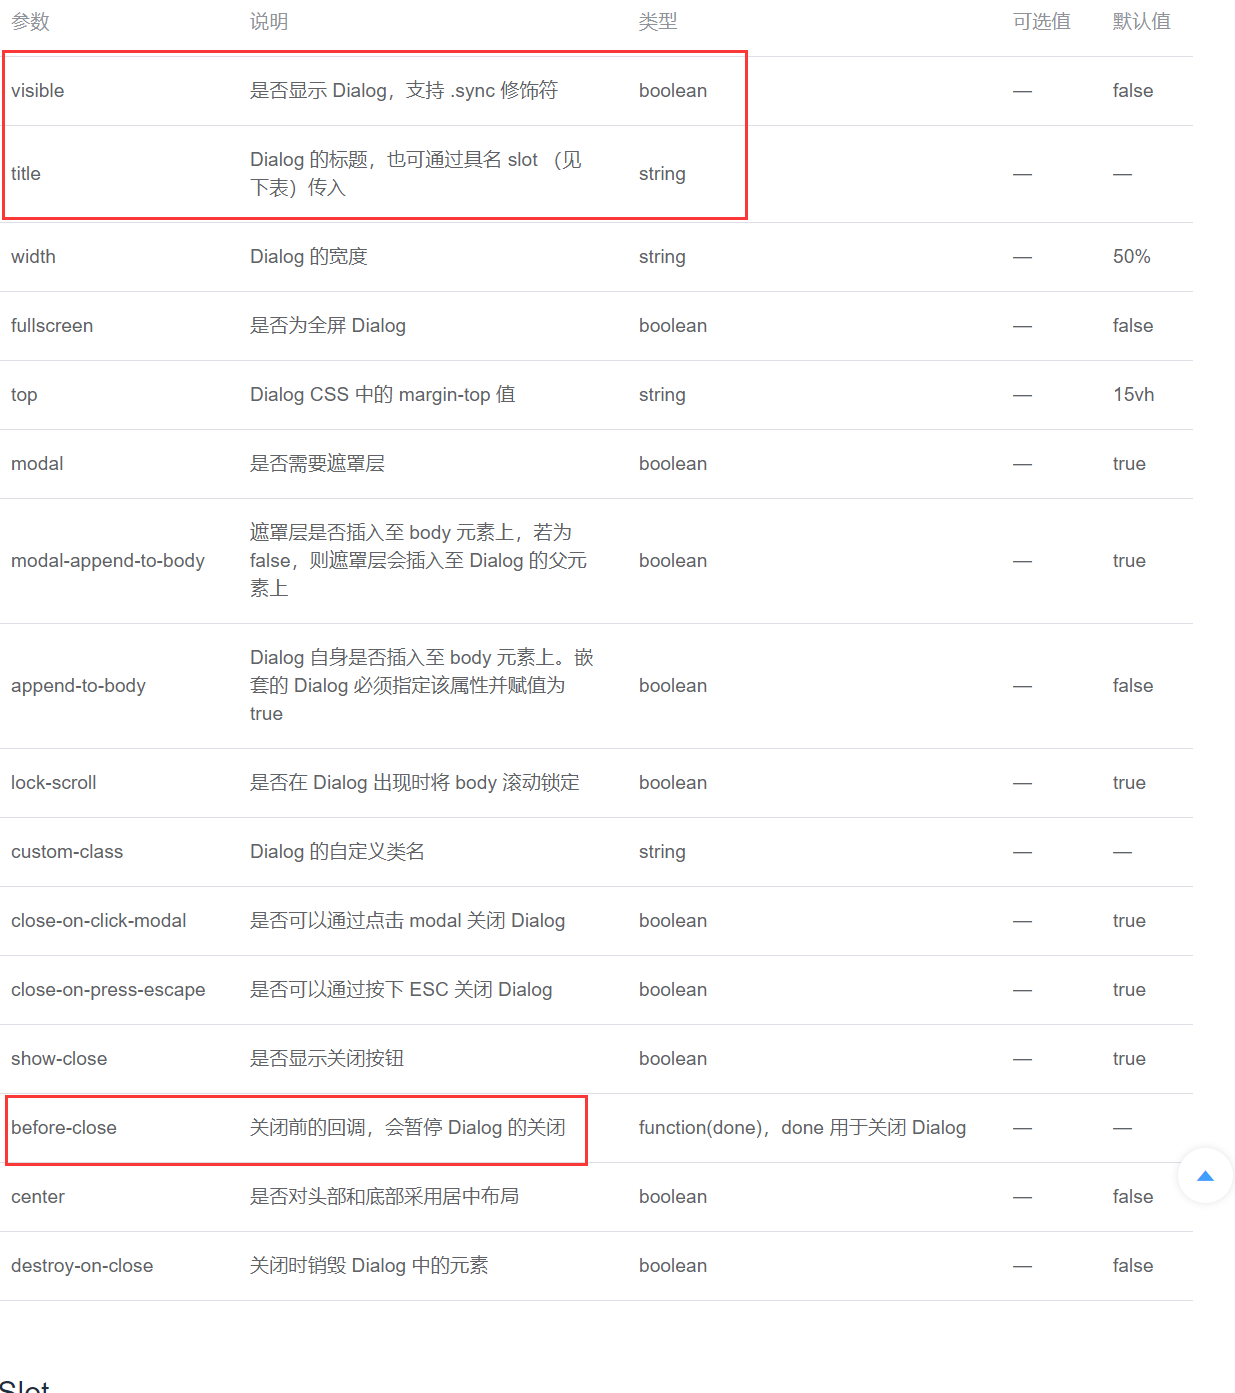 参数 说明 类型 可选值 默认值
visible 是否显示 Dialog，支持 .sync 修饰符 boolean — false
title Dialog 的标题，也可通过具名 slot （见下表）传入 string — —
width Dialog 的宽度 string — 50%
fullscreen 是否为全屏 Dialog boolean — false
top Dialog CSS 中的 margin-top 值 string — 15vh
modal 是否需要遮罩层 boolean — true
modal-append-to-body 遮罩层是否插入至 body 元素上，若为 false，则遮罩层会插入至 Dialog 的父元素上 boolean — true
append-to-body Dialog 自身是否插入至 body 元素上。嵌套的 Dialog 必须指定该属性并赋值为 true boolean — false
lock-scroll 是否在 Dialog 出现时将 body 滚动锁定 boolean — true
custom-class Dialog 的自定义类名 string — —
close-on-click-modal 是否可以通过点击 modal 关闭 Dialog boolean — true
close-on-press-escape 是否可以通过按下 ESC 关闭 Dialog boolean — true
show-close 是否显示关闭按钮 boolean — true
before-close 关闭前的回调，会暂停 Dialog 的关闭 function(done)，done 用于关闭 Dialog — —
center 是否对头部和底部采用居中布局 boolean — false
destroy-on-close 关闭时销毁 Dialog 中的元素 boolean — false
Slot